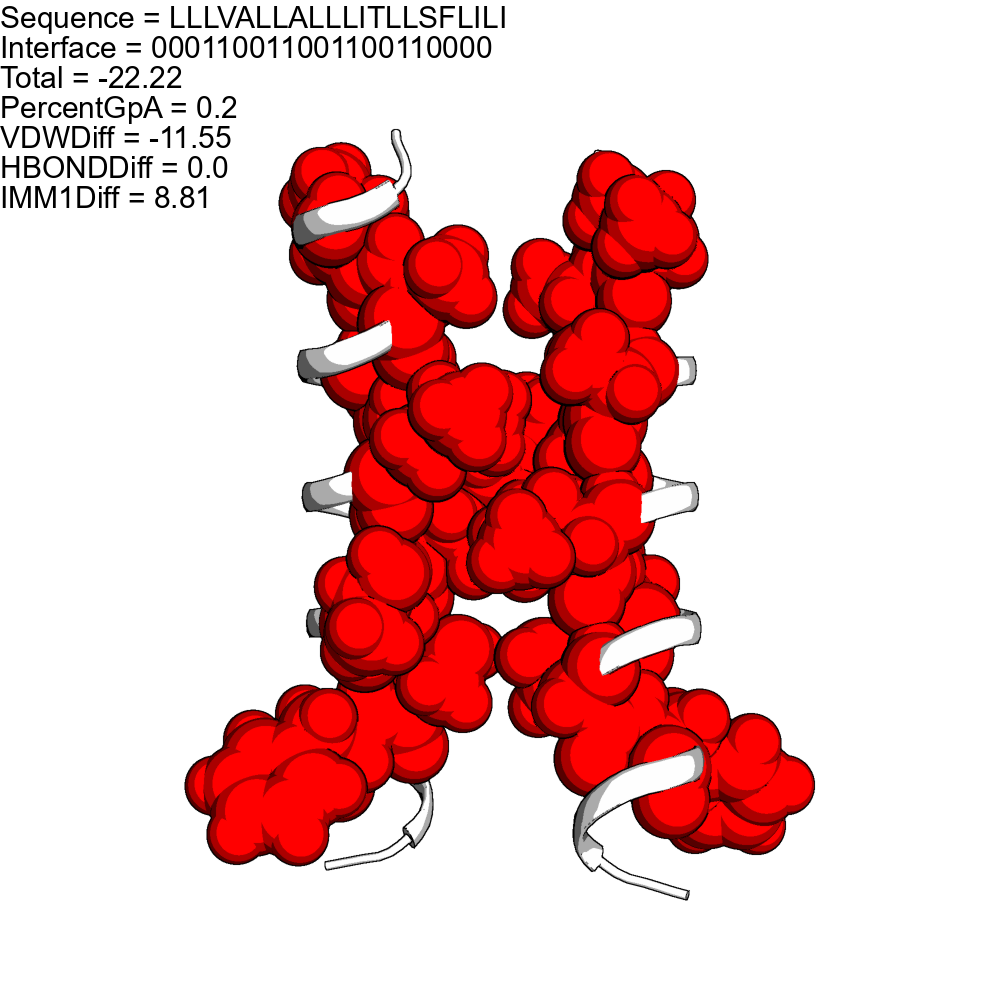 Sequence = LLLVALLALLLITLLSFLILI
Interface = 000110011001100110000
Total = -22.22
PercentGpA = 0.2
VDWDiff = -11.55
HBONDDiff = 0.0
IMM1Diff = 8.81